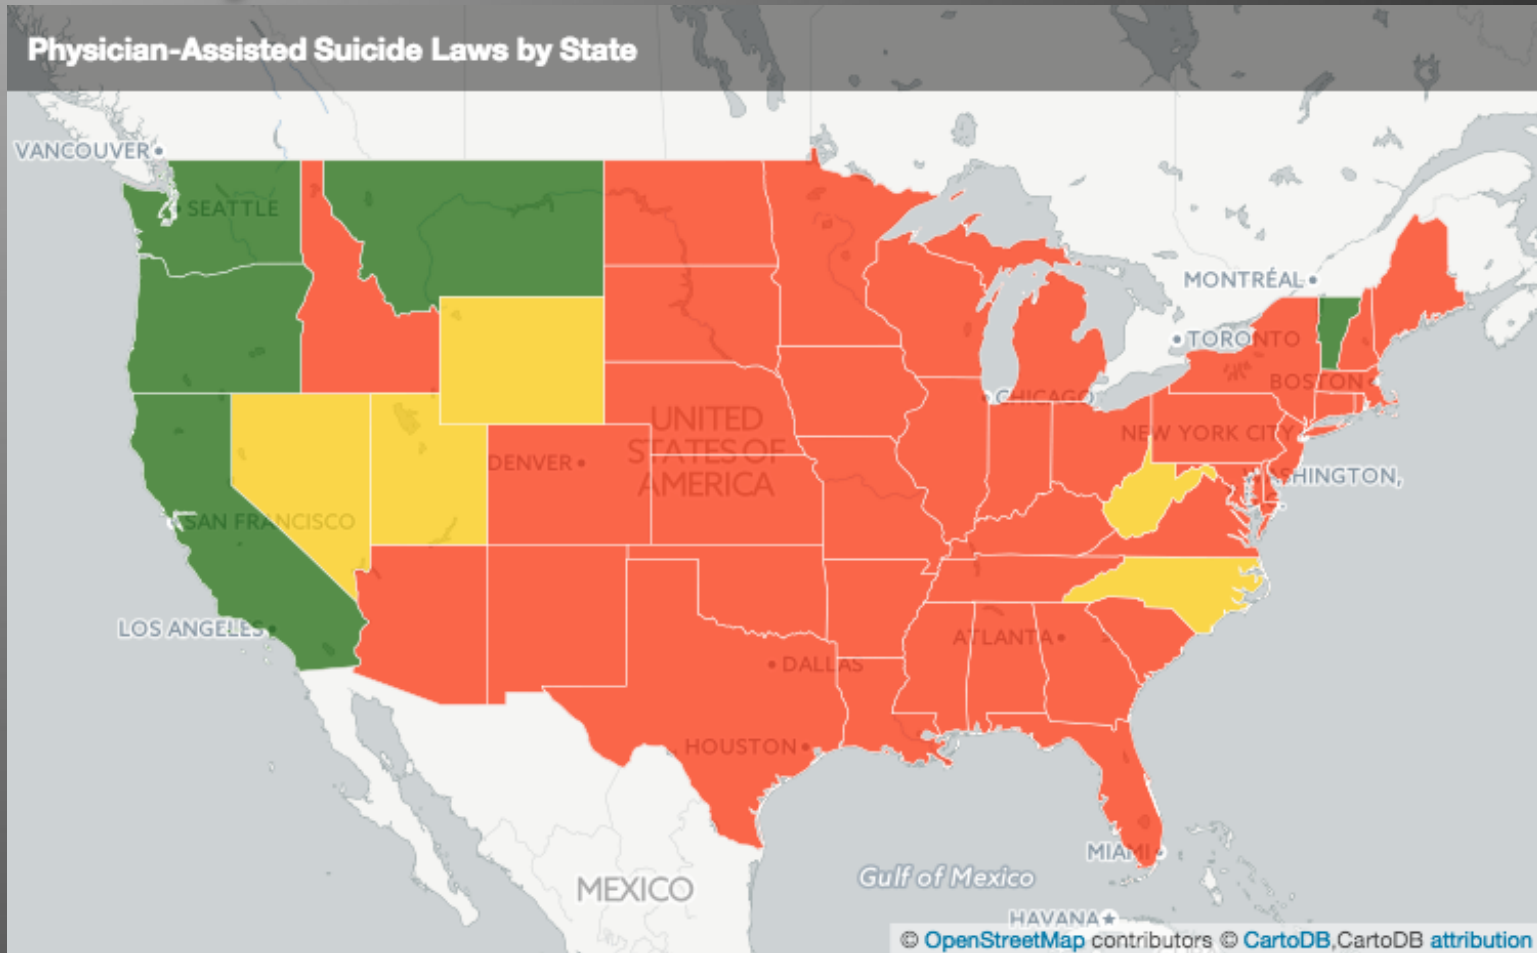 Physician-Assisted Suicide Laws by State
VANCOUVER
SEATTLE
MONTRÉAL
TORONTO
BOSTON
CHICAGO
UNITED
STATES OF
AMERICA
NEW YORK CITY
DENVER
WASHINGTON,
SAN FRANCISCO
LOS ANGELES
ATLANTA
DALLAS
HOUSTON
MIAMI
Gulf of Mexico
MEXICO
HAVANA
© OpenStreetMap contributors © CartoDB,CartoDB attribution